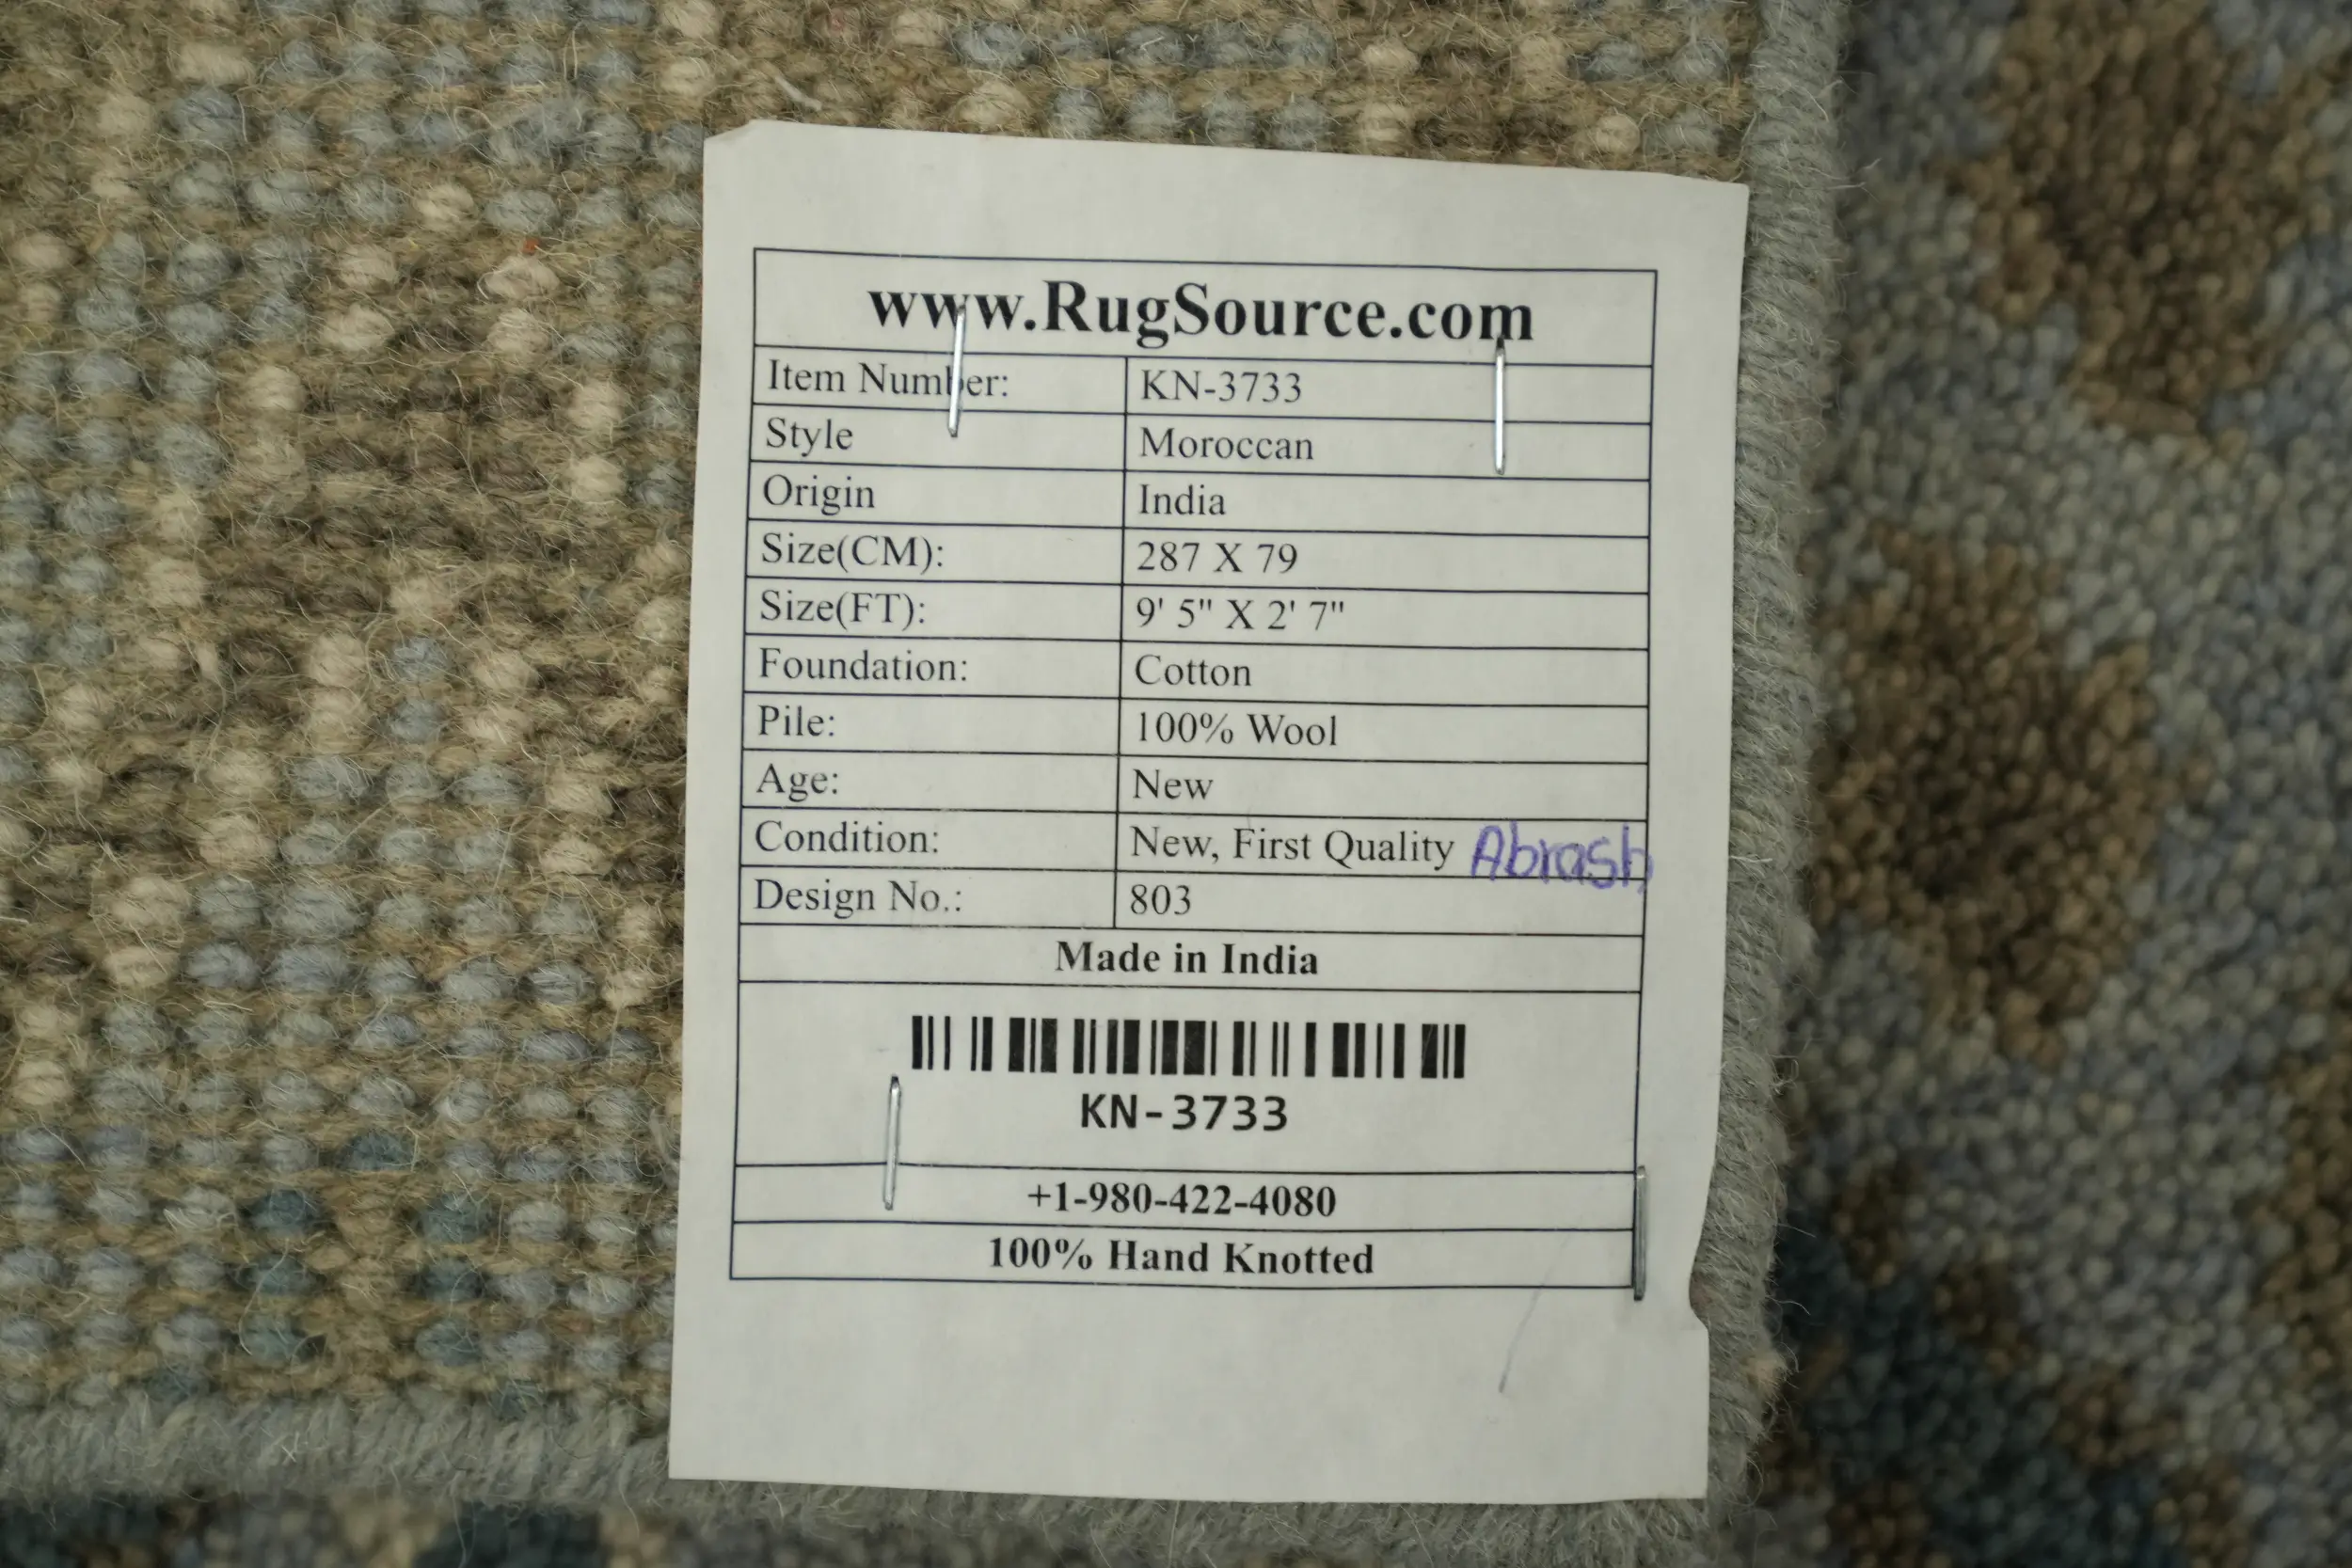 www.RugSource.com
Item Number: KN-3733
Style Moroccan
Origin India
Size(CM): 287 X 79
Size(FT): 9' 5" X 2' 7"
Foundation: Cotton
Pile: 100% Wool
Age: New
Condition: New, First Quality Abrash
Design No.: 803
Made in India
KN-3733
+1-980-422-4080
100% Hand Knotted